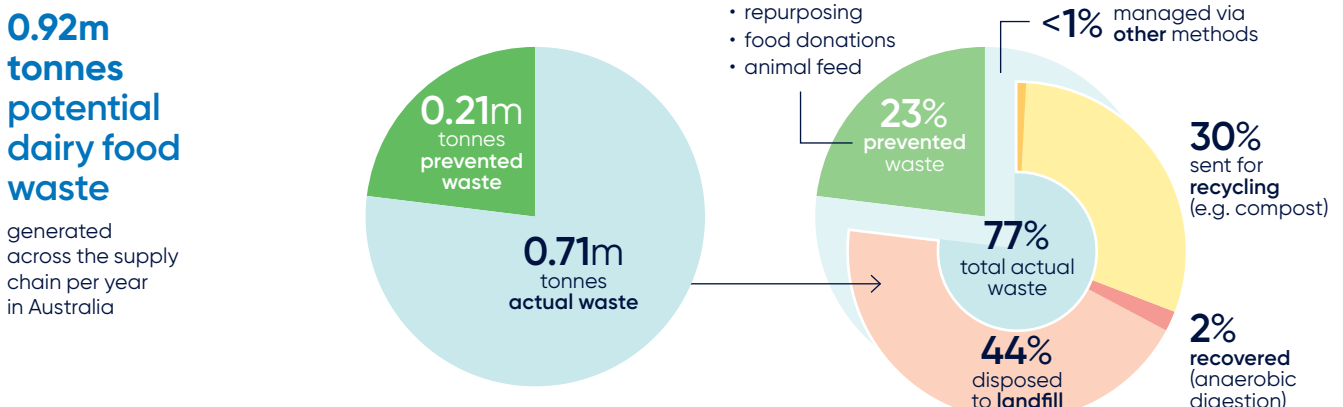 0.92m
tonnes
potential
dairy food
waste
generated
across the supply
chain per year
in Australia
0.21m
tonnes
prevented
waste
0.71m
tonnes
actual waste
• repurposing
• food donations
• animal feed
23%
prevented
waste
<1% managed via
other methods
30%
sent for
recycling
(e.g. compost)
77%
total actual
waste
2%
recovered
(anaerobic
digestion)
44%
disposed
to landfill